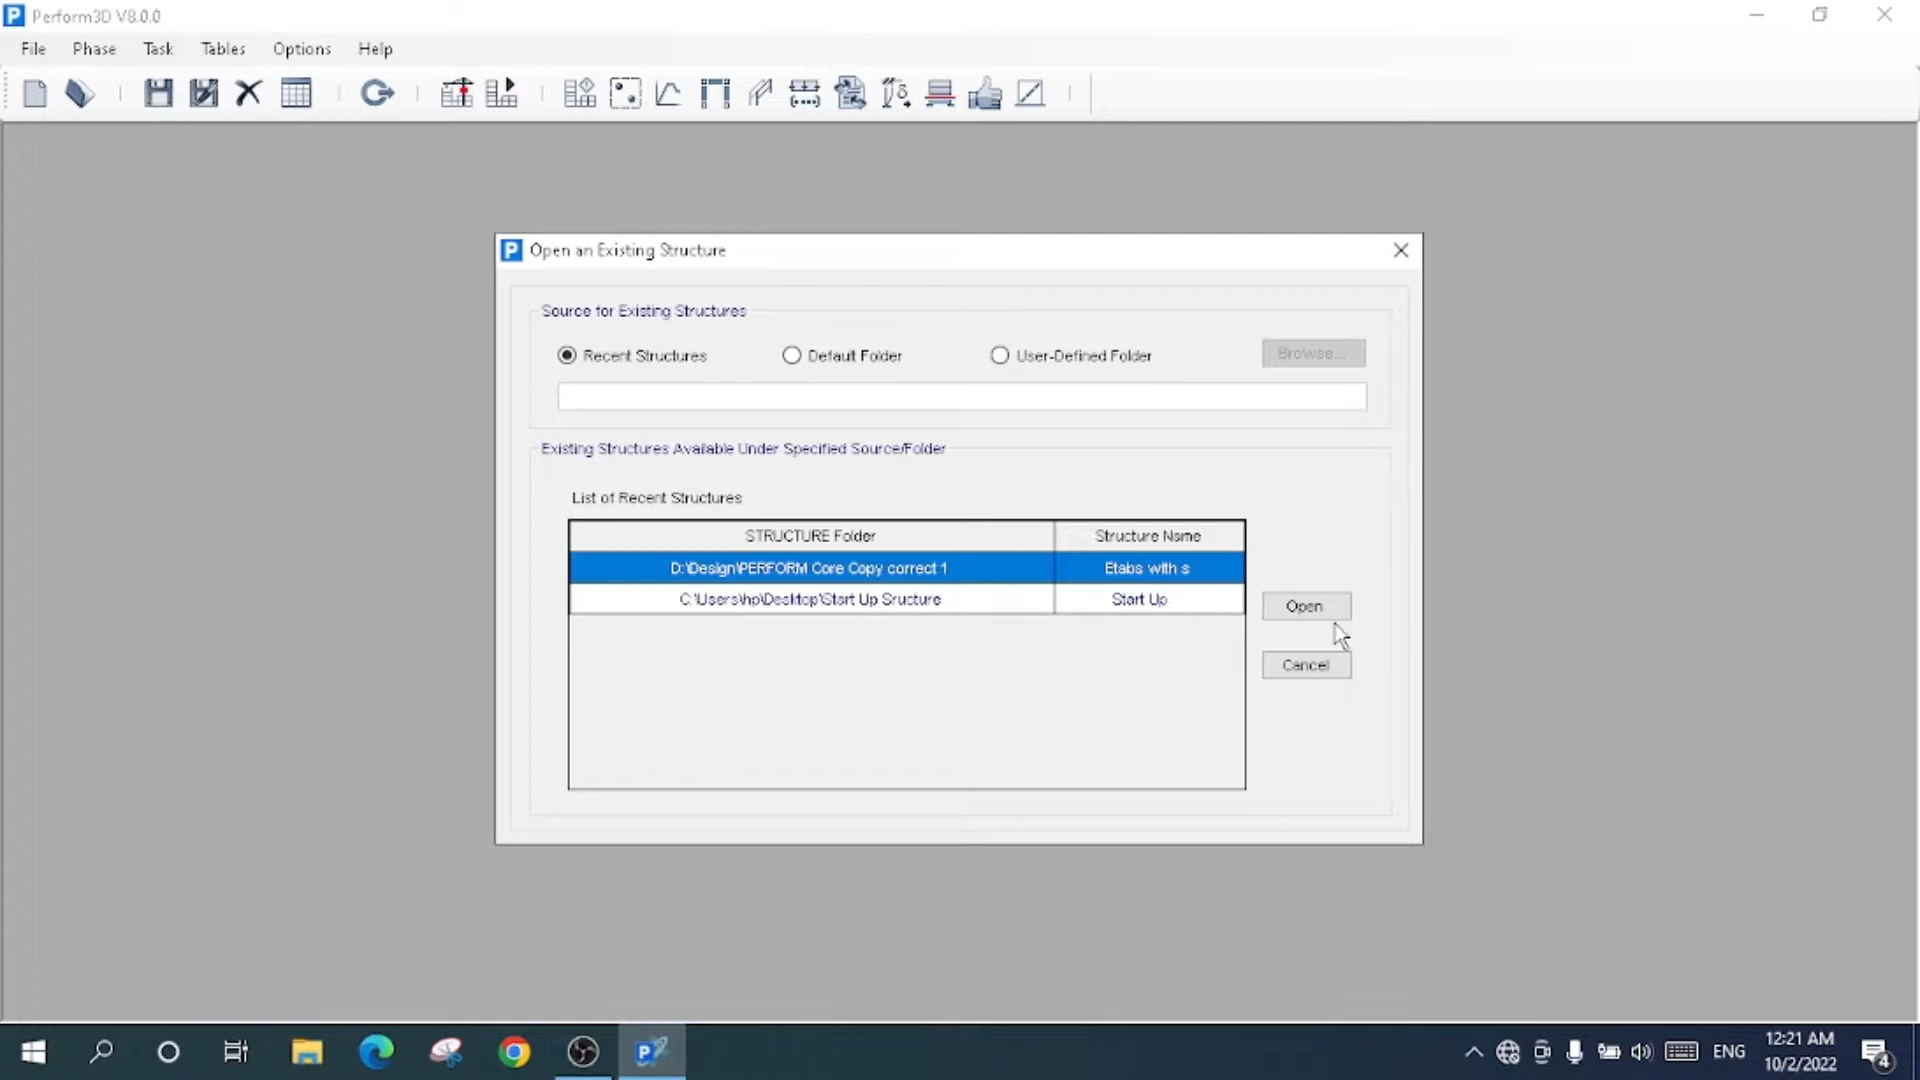 Perform3D V8.0.0
File Phase Task Tables Options Help
Open an Existing Structure
Source for Existing Structures
Recent Structures Default Folder User-Defined Folder Browse...
Existing Structures Available Under Specified Source/Folder
List of Recent Structures
STRUCTURE Folder Structure Name
D:\Design\PERFORM Core Copy correct 1 Etabs with s
C:\Users\hp\Desktop\Start Up Sructure Start Up
Open
Cancel
ENG
12:21 AM
10/2/2022
4